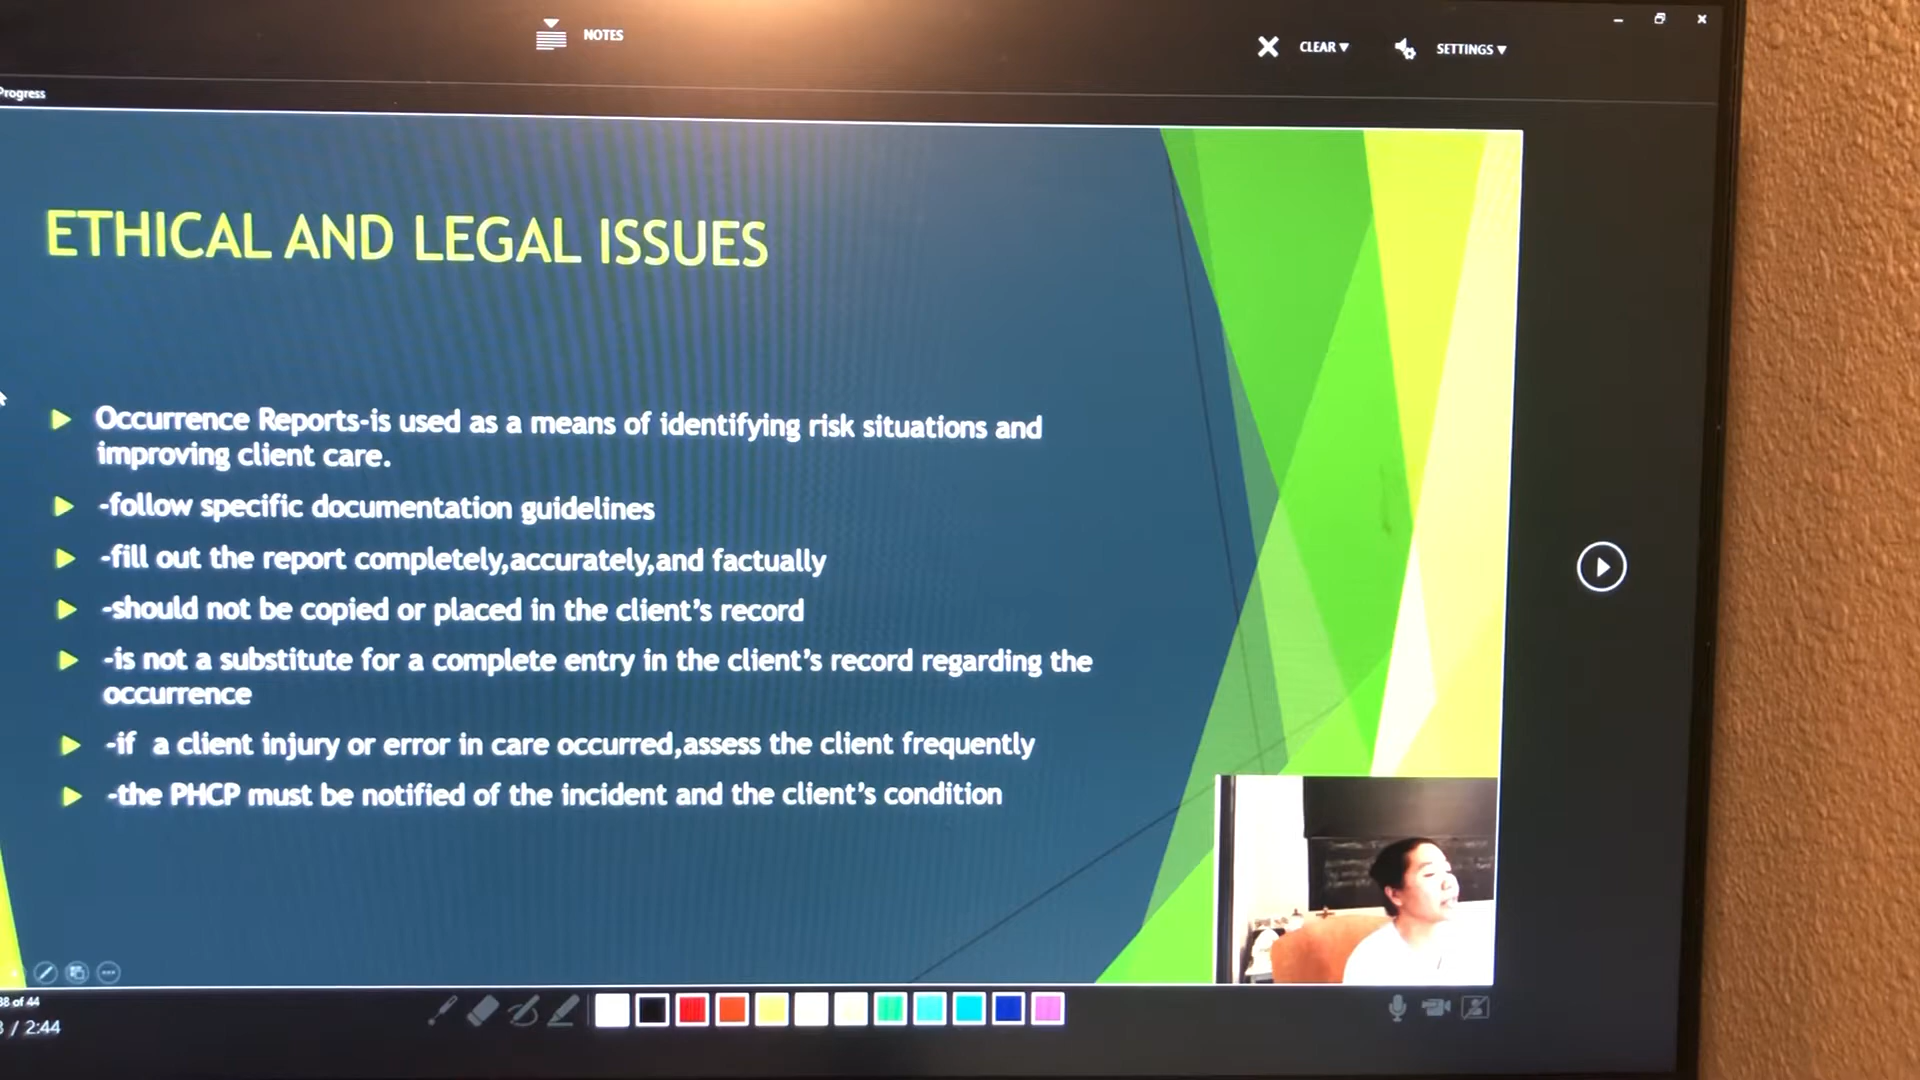 NOTES
CLEAR
SETTINGS
Progress
ETHICAL AND LEGAL ISSUES
Occurrence Reports-is used as a means of identifying risk situations and
improving client care.
-follow specific documentation guidelines
-fill out the report completely,accurately,and factually
-should not be copied or placed in the client's record
-is not a substitute for a complete entry in the client's record regarding the
occurrence
-if a client injury or error in care occurred,assess the client frequently
-the PHCP must be notified of the incident and the client's condition
38 of 44
/ 2:44